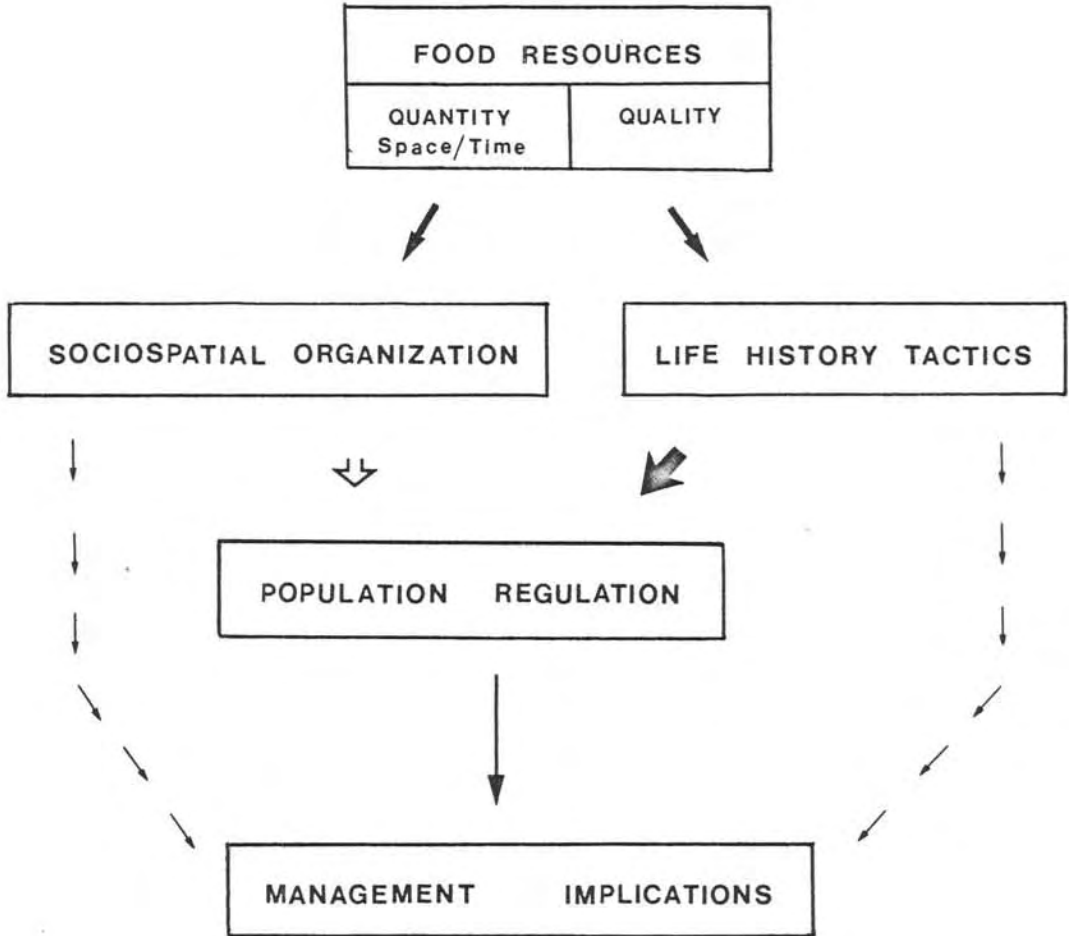 FOOD RESOURCES
QUANTITY
Space/Time
QUALITY
SOCIOSPATIAL ORGANIZATION
LIFE HISTORY TACTICS
POPULATION REGULATION
MANAGEMENT IMPLICATIONS